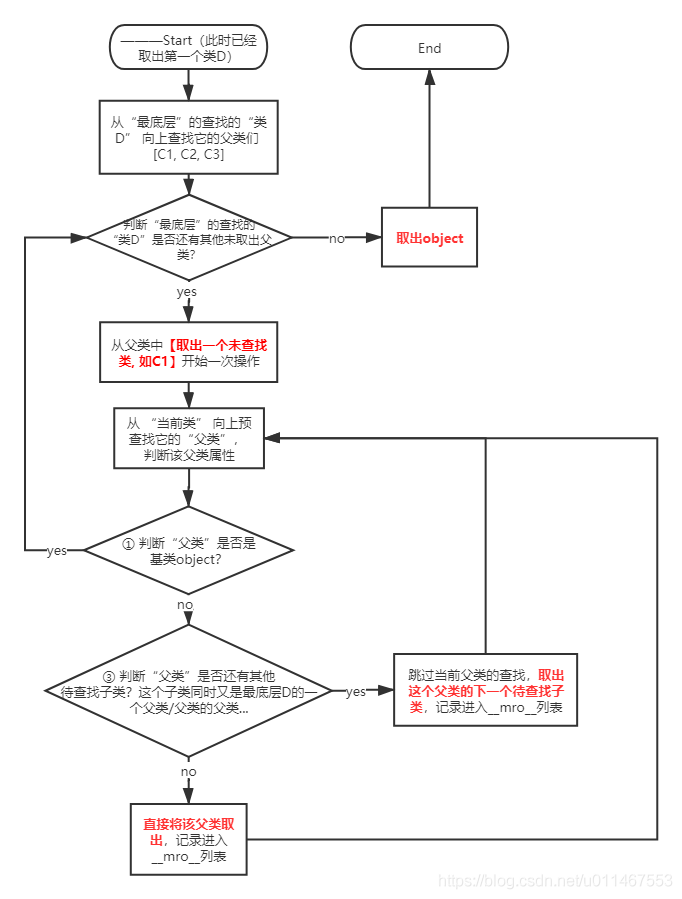 ————Start（此时已经
取出第一个类D）
End
从“最底层”的查找的“类
D” 向上查找它的父类们
[C1, C2, C3]
判断“最底层”的查找的
“类D”是否还有其他未取出父
类?
no
取出object
yes
从父类中【取出一个未查找
类, 如C1】开始一次操作
从 “当前类” 向上预
查找它的“父类”，
判断该父类属性
① 判断“父类”是否是
基类object?
yes
no
③ 判断“父类”是否还有其他
待查找子类? 这个子类同时又是最底层D的一
个父类/父类的父类...
yes
跳过当前父类的查找，取出
这个父类的下一个待查找子
类，记录进入__mro__列表
no
直接将该父类取
出，记录进入
__mro__列表
https://blog.csdn.net/u011467553